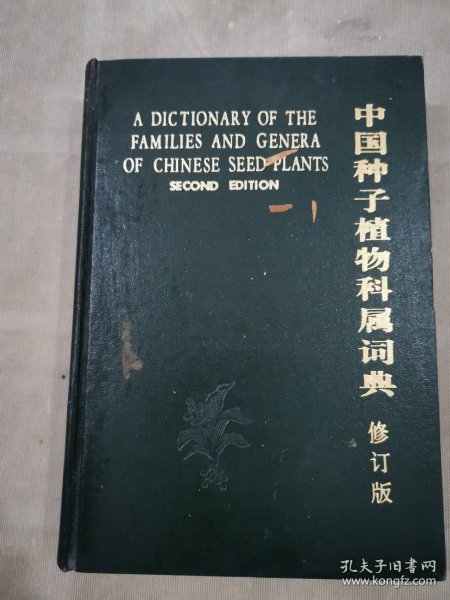 A DICTIONARY OF THE
FAMILIES AND GENERA
OF CHINESE SEED PLANTS
SECOND EDITION
中国种子植物科属词典
修订版
孔夫子旧书网
www.kongfz.com